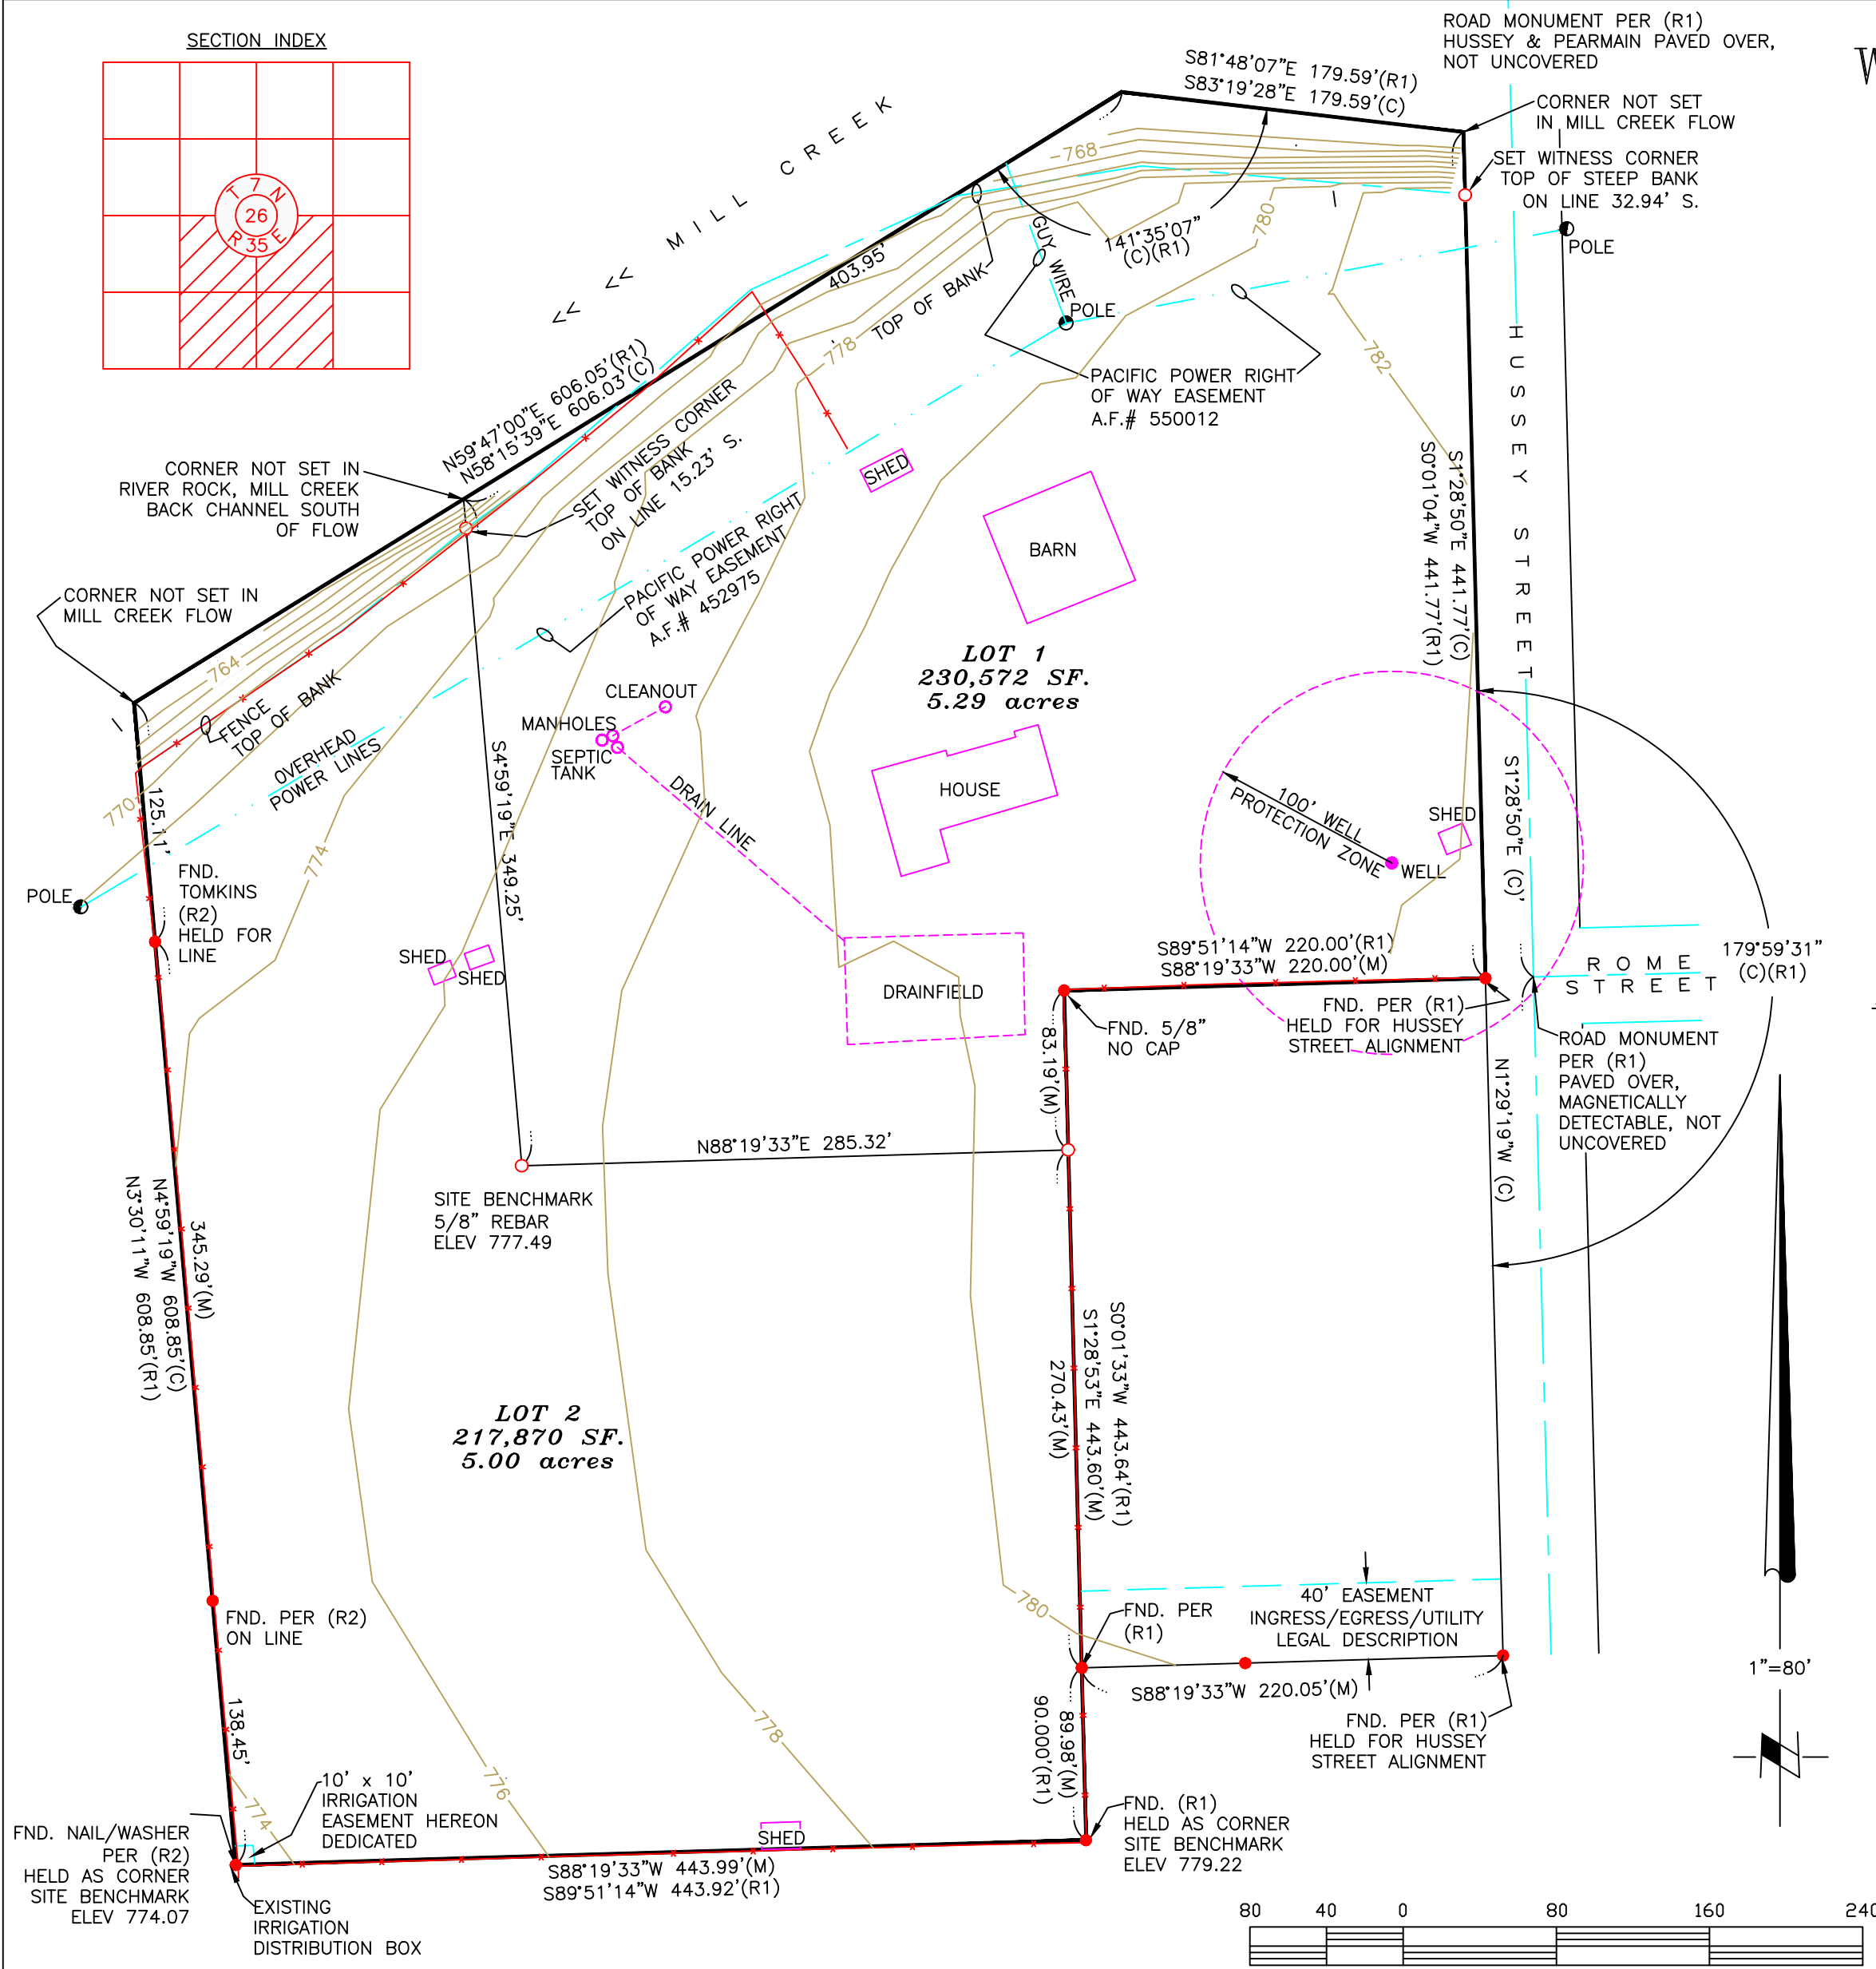 SECTION INDEX
T 7 N
26
R 35 E
ROAD MONUMENT PER (R1)
HUSSEY & PEARMAIN PAVED OVER,
NOT UNCOVERED
W
S81°48'07"E 179.59'(R1)
S83°19'28"E 179.59'(C)
CORNER NOT SET
IN MILL CREEK FLOW
SET WITNESS CORNER
TOP OF STEEP BANK
ON LINE 32.94' S.
POLE
<< << MILL CREEK
768
780
782
141°35'07"
(C)(R1)
GUY WIRE
POLE
403.95'
TOP OF BANK
778
PACIFIC POWER RIGHT
OF WAY EASEMENT
A.F.# 550012
HUSSEY STREET
N59°47'00"E 606.05'(R1)
N58°15'39"E 606.03'(C)
CORNER NOT SET IN
RIVER ROCK, MILL CREEK
BACK CHANNEL SOUTH
OF FLOW
SET WITNESS CORNER
TOP OF BANK
ON LINE 15.23' S.
SHED
BARN
S1°28'50"E 441.77'(C)
S0°01'04"W 441.77'(R1)
PACIFIC POWER RIGHT
OF WAY EASEMENT
A.F.# 452975
CORNER NOT SET IN
MILL CREEK FLOW
764
FENCE
TOP OF BANK
OVERHEAD
POWER LINES
770
LOT 1
230,572 SF.
5.29 acres
CLEANOUT
MANHOLES
SEPTIC
TANK
DRAIN LINE
HOUSE
100' WELL
PROTECTION ZONE
WELL
SHED
S1°28'50"E (C)'
125.17'
774
S4°59'19"E 349.25'
POLE
FND.
TOMKINS
(R2)
HELD FOR
LINE
SHED
SHED
DRAINFIELD
S89°51'14"W 220.00'(R1)
S88°19'33"W 220.00'(M)
ROME
STREET
179°59'31"
(C)(R1)
FND. 5/8"
NO CAP
FND. PER (R1)
HELD FOR HUSSEY
STREET ALIGNMENT
ROAD MONUMENT
PER (R1)
PAVED OVER,
MAGNETICALLY
DETECTABLE, NOT
UNCOVERED
83.19'(M)
N1°29'19"W (C)
N88°19'33"E 285.32'
SITE BENCHMARK
5/8" REBAR
ELEV 777.49
345.29'(M)
N4°59'19"W 608.85'(C)
N3°30'11"W 608.85'(R1)
S0°01'33"W 443.64'(R1)
S1°28'53"E 443.60'(M)
270.43'(M)
LOT 2
217,870 SF.
5.00 acres
FND. PER (R2)
ON LINE
780
FND. PER
(R1)
40' EASEMENT
INGRESS/EGRESS/UTILITY
LEGAL DESCRIPTION
S88°19'33"W 220.05'(M)
FND. PER (R1)
HELD FOR HUSSEY
STREET ALIGNMENT
1"=80'
N
138.45'
89.98'(M)
90.000'(R1)
778
776
774
10' x 10'
IRRIGATION
EASEMENT HEREON
DEDICATED
FND. NAIL/WASHER
PER (R2)
HELD AS CORNER
SITE BENCHMARK
ELEV 774.07
SHED
FND. (R1)
HELD AS CORNER
SITE BENCHMARK
ELEV 779.22
S88°19'33"W 443.99'(M)
S89°51'14"W 443.92'(R1)
EXISTING
IRRIGATION
DISTRIBUTION BOX
80 40 0 80 160 240